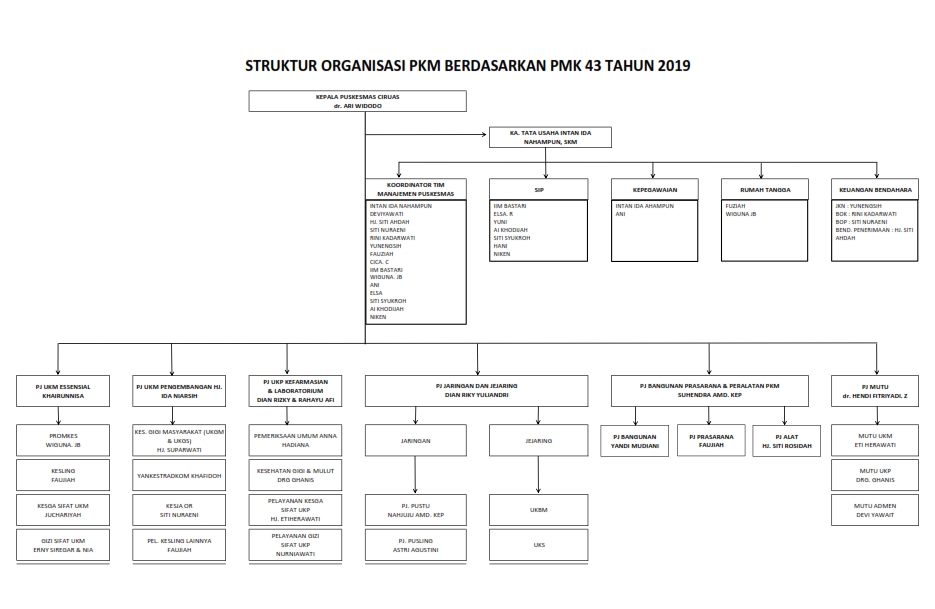 STRUKTUR ORGANISASI PKM BERDASARKAN PMK 43 TAHUN 2019
KEPALA PUSKESMAS CIRUAS
dr. ARI WIDODO
KA. TATA USAHA INTAN IDA
NAHAMPUN, SKM
KOORDINATOR TIM
MANAJEMEN PUSKESMAS
INTAN IDA NAHAMPUN
DEVIYAWATI
HJ. SITI AHDAH
SITI NURAENI
RINI KADARWATI
YUNENGSIH
FAUZIAH
CICA. C
IIM BASTARI
WIGUNA. JB
ANI
ELSA
SITI SYUKROH
AI KHODIJAH
NIKEN
SIP
IIM BASTARI
ELSA. R
YUNI
AI KHODIJAH
SITI SYUKROH
HANI
NIKEN
KEPEGAWAIAN
INTAN IDA AHAMPUN
ANI
RUMAH TANGGA
FUZIAH
WIGUNA JB
KEUANGAN BENDAHARA
JKN : YUNENGSIH
BOK : RINI KADARWATI
BOP : SITI NURAENI
BEND. PENERIMAAN : HJ. SITI
AHDAH
PJ UKM ESSENSIAL
KHAIRUNNISA
PROMKES
WIGUNA. JB
KESLING
FAUJIAH
KESGA SIFAT UKM
JUCHARIYAH
GIZI SIFAT UKM
ERNY SIREGAR & NIA
PJ UKM PENGEMBANGAN HJ.
IDA NIARSIH
KES. GIGI MASYARAKAT (UKGM
& UKGS)
HJ. SUPARWATI
YANKESTRADKOM KHAFIDOH
KESJA OR
SITI NURAENI
PEL. KESLING LAINNYA
FAUJIAH
PJ UKP KEFARMASIAN
& LABORATORIUM
DIAN RIZKY & RAHAYU AFI
PEMERIKSAAN UMUM ANNA
HADIANA
KESEHATAN GIGI & MULUT
DRG GHANIS
PELAYANAN KESGA
SIFAT UKP
HJ. ETIHERAWATI
PELAYANAN GIZI
SIFAT UKP
NURNIAWATI
PJ JARINGAN DAN JEJARING
DIAN RIKY YULIANDRI
JARINGAN
PJ. PUSTU
NAHJUJU AMD. KEP
PJ. PUSLING
ASTRI AGUSTINI
JEJARING
UKBM
UKS
PJ BANGUNAN PRASARANA & PERALATAN PKM
SUHENDRA AMD. KEP
PJ BANGUNAN
YANDI MUDIANI
PJ PRASARANA
FAUJIAH
PJ ALAT
HJ. SITI ROSIDAH
PJ MUTU
dr. HENDI FITRIYADI. Z
MUTU UKM
ETI HERAWATI
MUTU UKP
DRG. GHANIS
MUTU ADMEN
DEVI YAWAIT